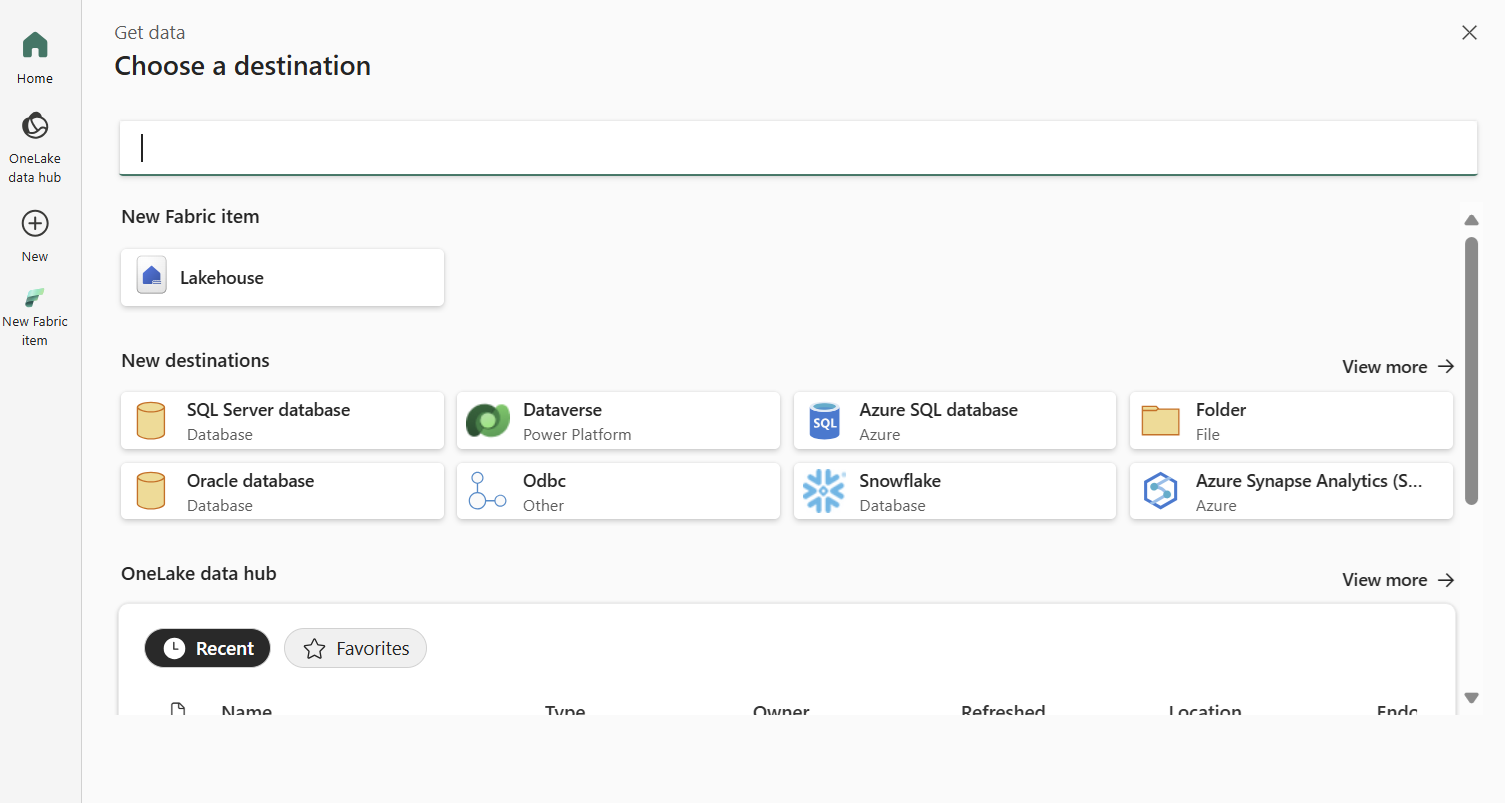 Home
OneLake
data hub
New
New Fabric
item
Get data
Choose a destination
New Fabric item
Lakehouse
New destinations
View more
SQL Server database
Database
Dataverse
Power Platform
SQL
Azure SQL database
Azure
Folder
File
Oracle database
Database
Odbc
Other
Snowflake
Database
Azure Synapse Analytics (S...
Azure
OneLake data hub
View more
Recent
Favorites
Name
Type
Owner
Refreshed
Location